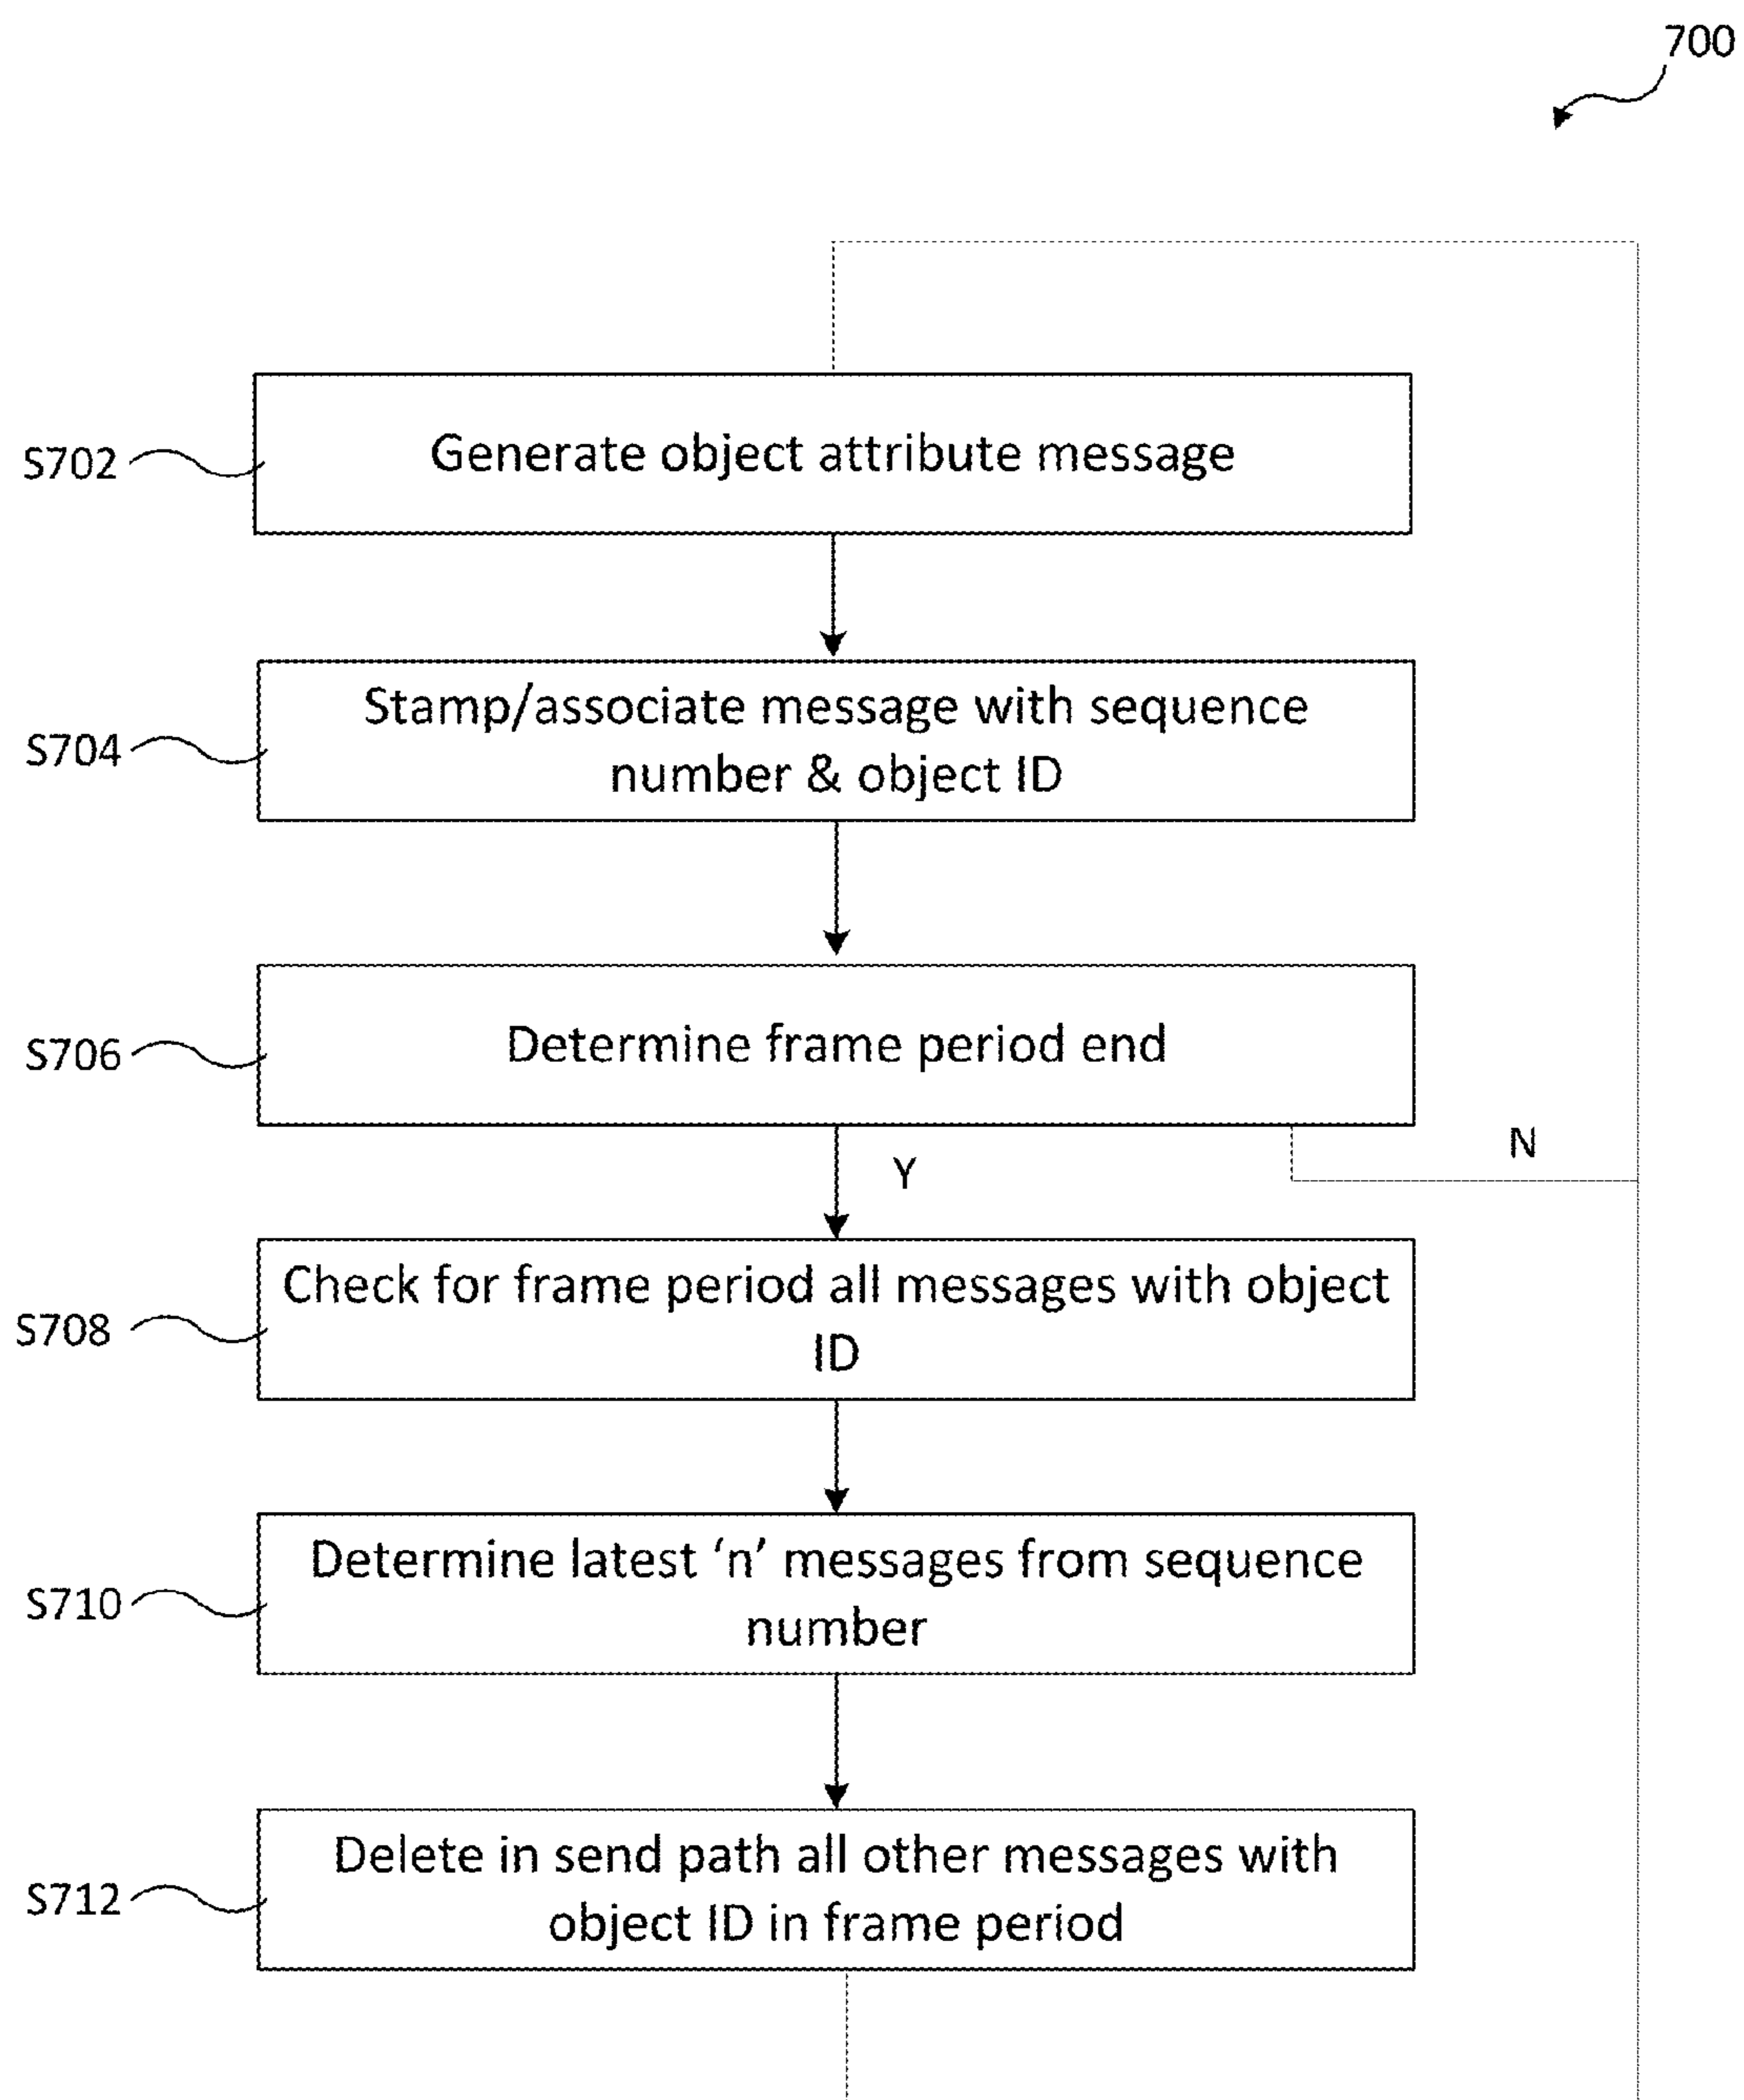 700
S702
Generate object attribute message
S704
Stamp/associate message with sequence
number & object ID
S706
Determine frame period end
N
Y
S708
Check for frame period all messages with object
ID
S710
Determine latest ‘n’ messages from sequence
number
S712
Delete in send path all other messages with
object ID in frame period